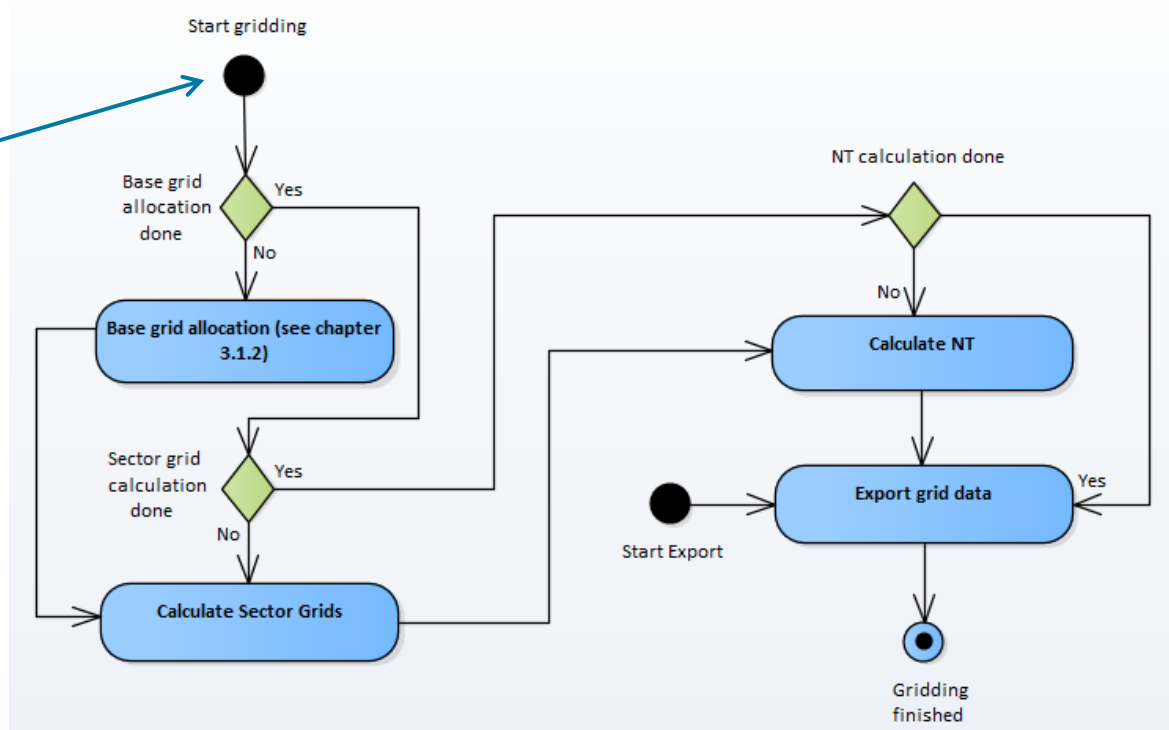 Start gridding
Base grid
allocation
done
Yes
No
Base grid allocation (see chapter
3.1.2)
Sector grid
calculation
done
Yes
No
Calculate Sector Grids
NT calculation done
No
Calculate NT
Yes
Export grid data
Start Export
Gridding
finished